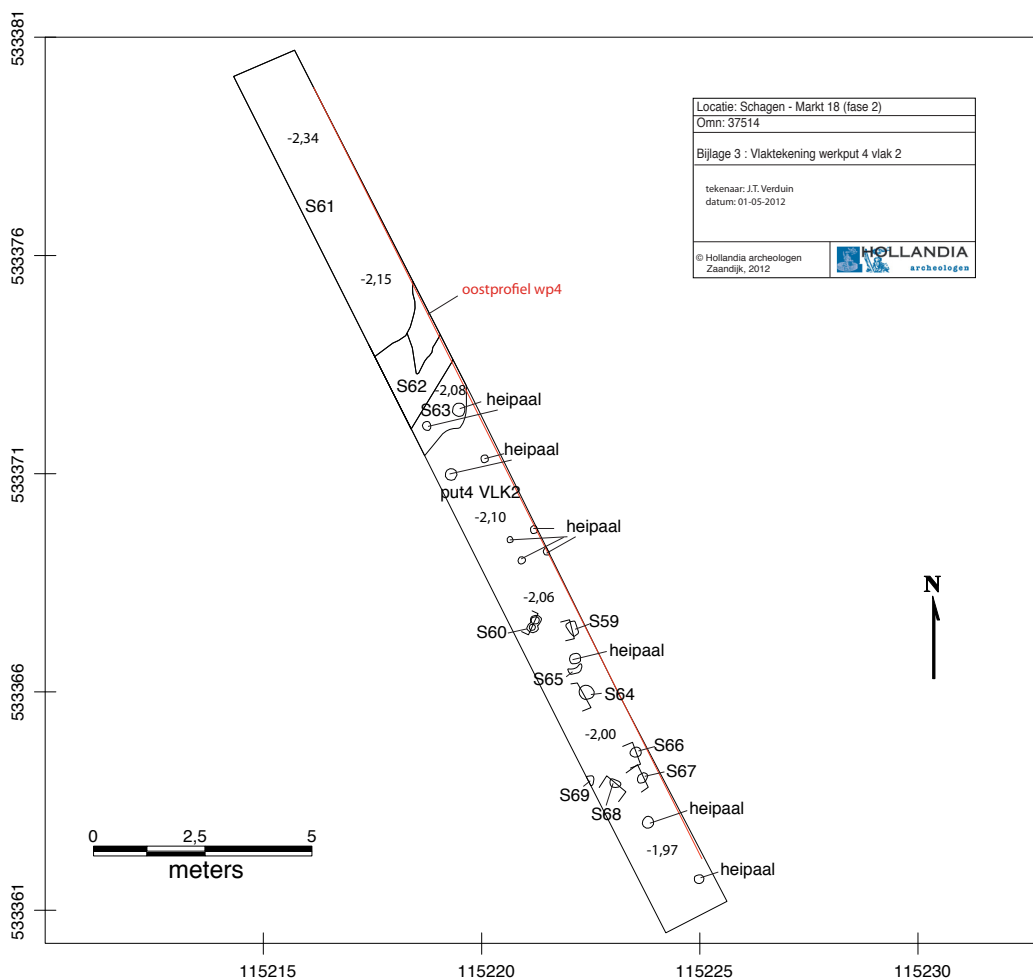 533381
533376
533371
533366
533361
Locatie: Schagen - Markt 18 (fase 2)
Omn: 37514
Bijlage 3 : Vlaktekening werkput 4 vlak 2
tekenaar: J.T. Verduin
datum: 01-05-2012
© Hollandia archeologen
Zaandijk, 2012
HOLLANDIA
archeologen
-2,34
S61
-2,15
oostprofiel wp4
S62
-2,08
heipaal
S63
heipaal
put4 VLK2
-2,10
heipaal
-2,06
S59
S60
heipaal
S65
S64
-2,00
S66
S67
S69
S68
heipaal
-1,97
heipaal
N
0 2,5 5
meters
115215 115220 115225 115230